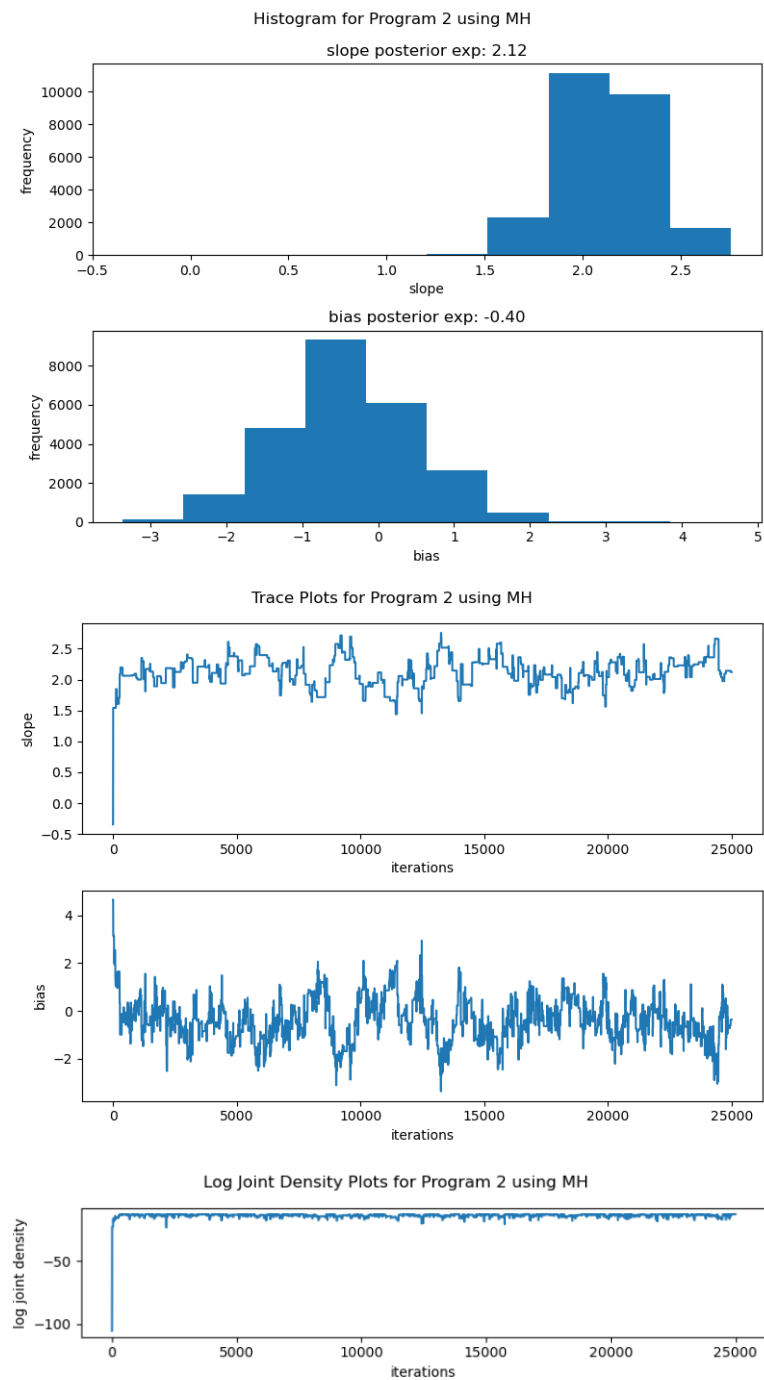 Histogram for Program 2 using MH
slope posterior exp: 2.12
10000
8000
6000
4000
2000
0
frequency
−0.5 0.0 0.5 1.0 1.5 2.0 2.5
slope
bias posterior exp: -0.40
8000
6000
4000
2000
0
frequency
−3 −2 −1 0 1 2 3 4 5
bias
Trace Plots for Program 2 using MH
2.5
2.0
1.5
1.0
0.5
0.0
−0.5
slope
0 5000 10000 15000 20000 25000
iterations
4
2
0
−2
bias
0 5000 10000 15000 20000 25000
iterations
Log Joint Density Plots for Program 2 using MH
−50
−100
log joint density
0 5000 10000 15000 20000 25000
iterations